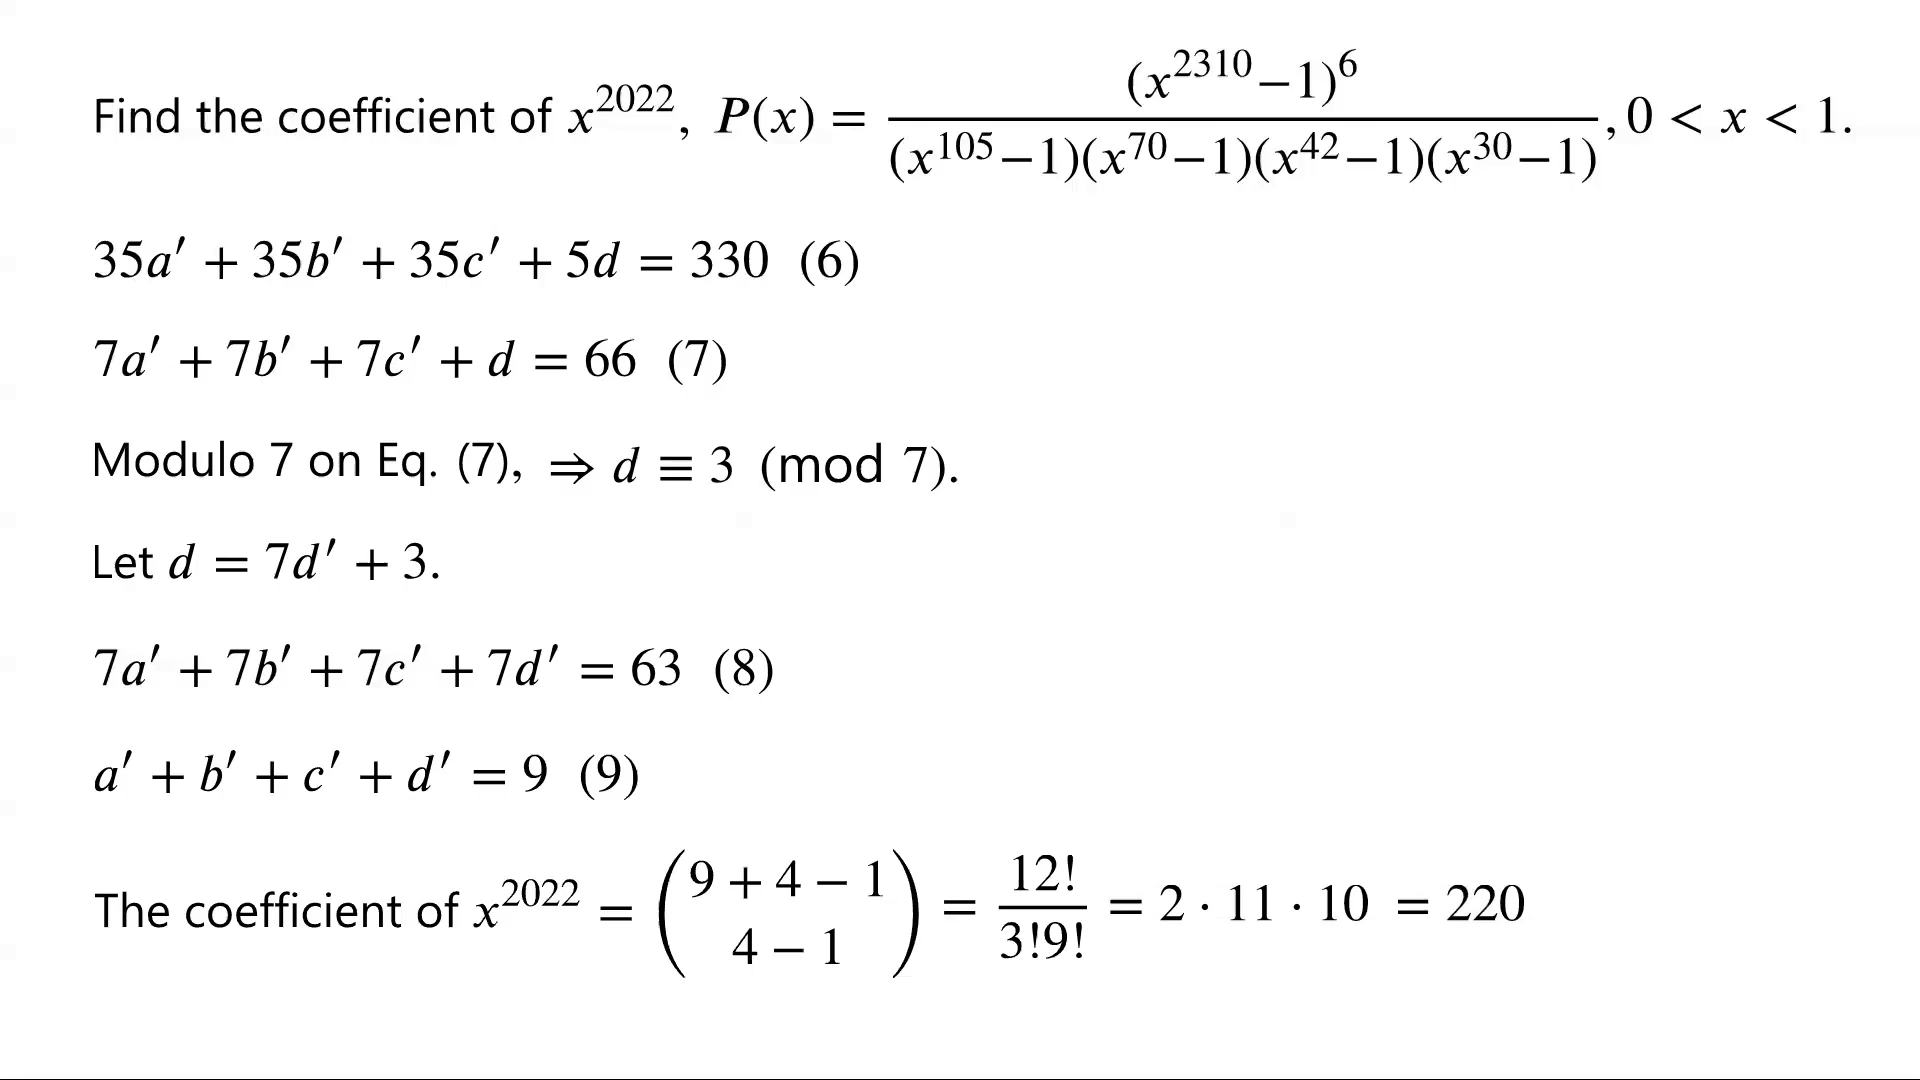 Find the coefficient of x^2022, P(x) = (x^2310 − 1)^6 / (x^105 − 1)(x^70 − 1)(x^42 − 1)(x^30 − 1), 0 < x < 1.
35a′ + 35b′ + 35c′ + 5d = 330 (6)
7a′ + 7b′ + 7c′ + d = 66 (7)
Modulo 7 on Eq. (7), ⇒ d ≡ 3 (mod 7).
Let d = 7d′ + 3.
7a′ + 7b′ + 7c′ + 7d′ = 63 (8)
a′ + b′ + c′ + d′ = 9 (9)
The coefficient of x^2022 = (9 + 4 − 1 4 − 1) = 12! / 3!9! = 2 · 11 · 10 = 220